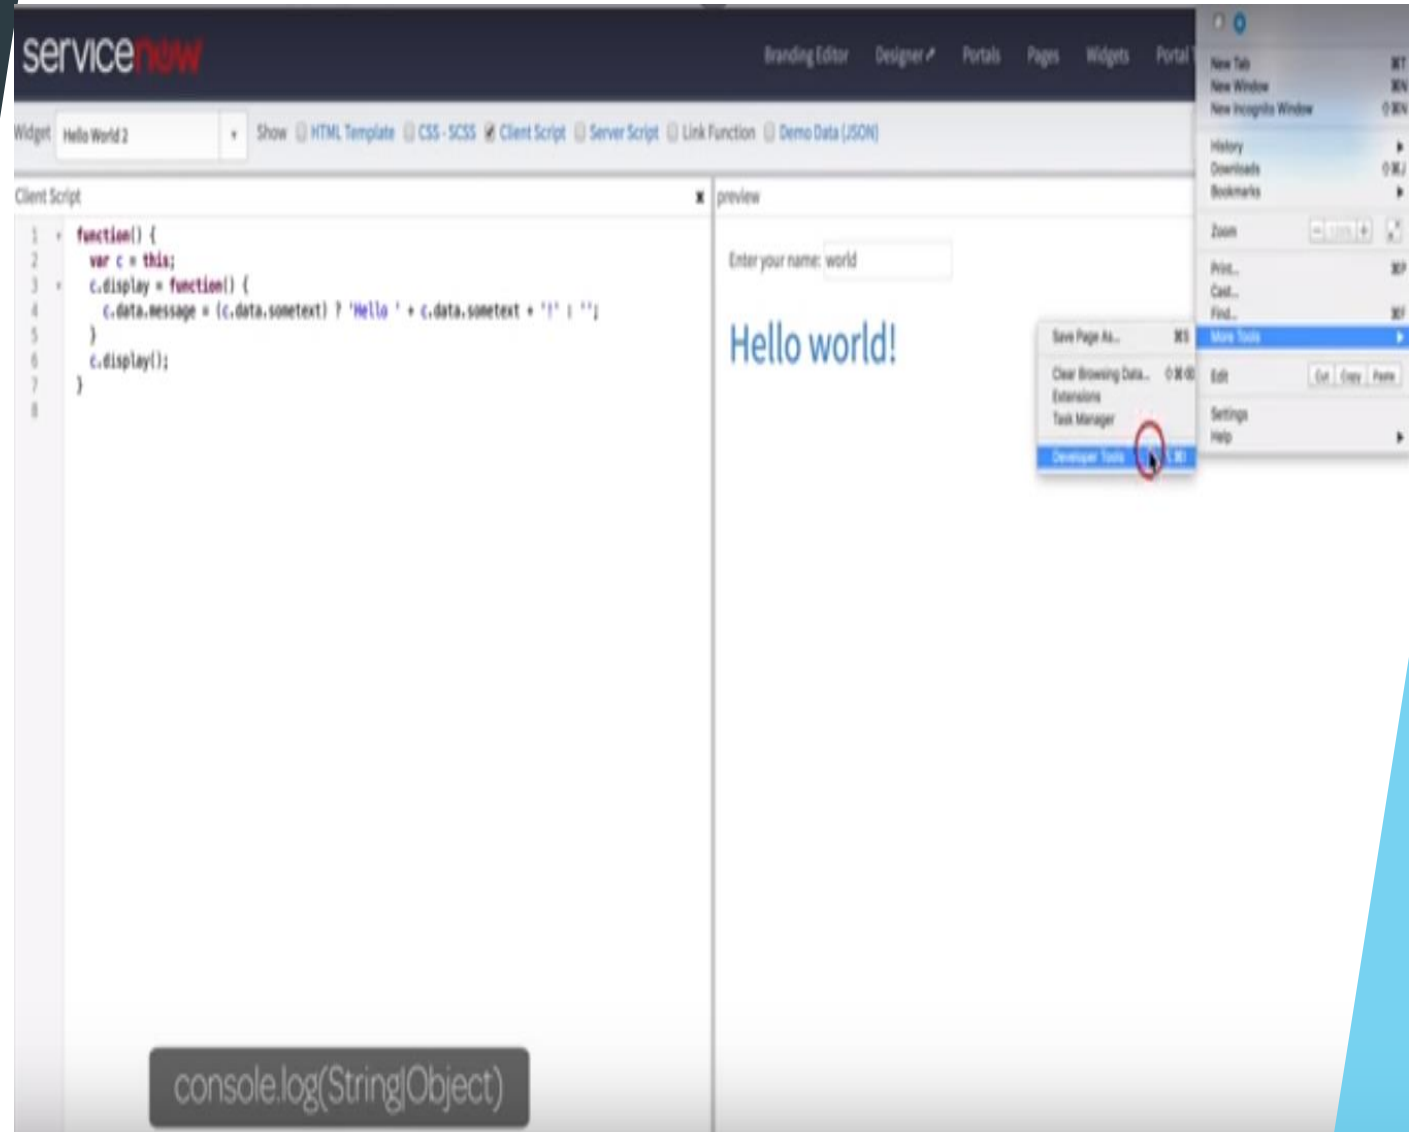 servicenow
Branding Editor Designer Portals Pages Widgets Portal
Widget Hello World 2 Show HTML Template CSS - SCSS Client Script Server Script Link Function Demo Data (JSON)
Client Script
1 function() {
2 var c = this;
3 c.display = function() {
4 c.data.message = (c.data.sometext) ? 'Hello ' + c.data.sometext + '!' : '';
5 }
6 c.display();
7 }
8
preview
Enter your name: world
Hello world!
New Tab ⌘T
New Window ⌘N
New Incognito Window ⇧⌘N
History
Downloads ⇧⌘J
Bookmarks
Zoom
Print... ⌘P
Cast...
Find... ⌘F
More Tools
Edit Cut Copy Paste
Settings
Help
Save Page As... ⌘S
Clear Browsing Data...
Extensions
Task Manager
Developer Tools
console.log(String|Object)